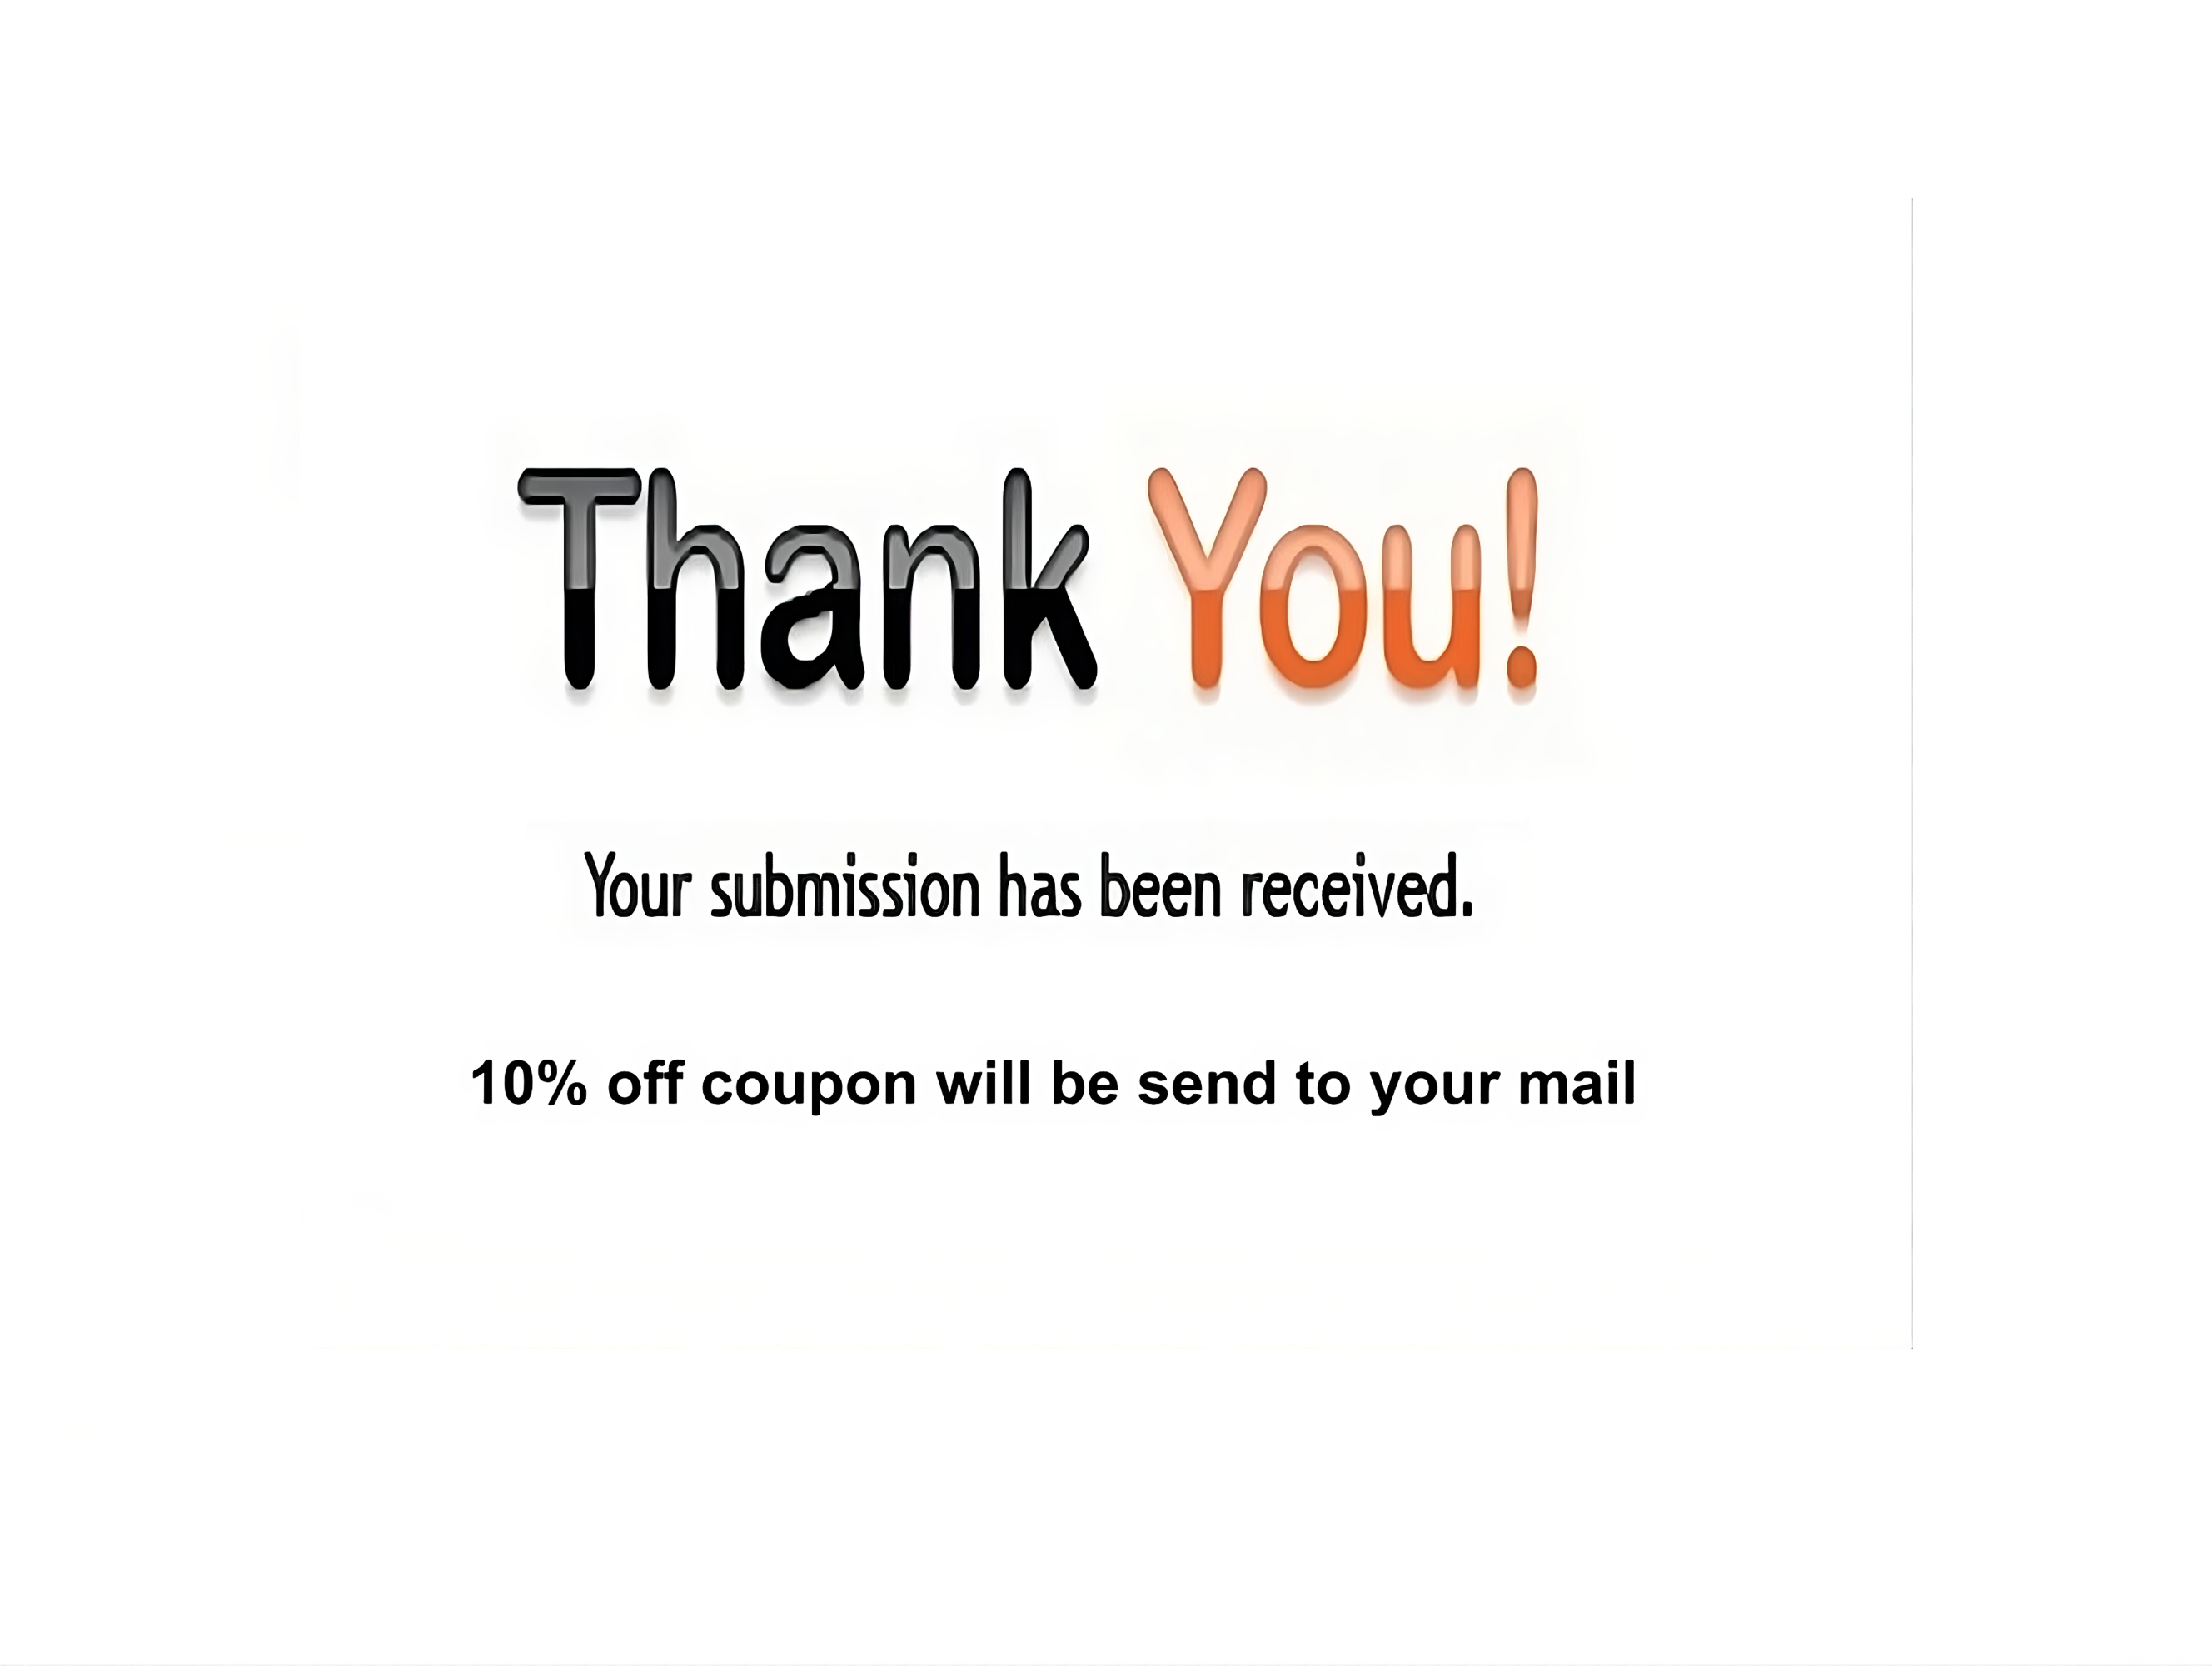 Thank You!
Your submission has been received.
10% off coupon will be send to your mail